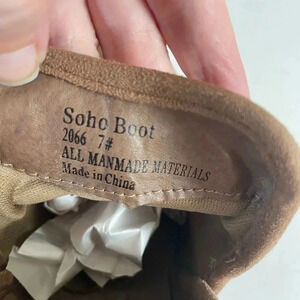 Soho Boot
2066 7#
ALL MANMADE MATERIALS
Made in China